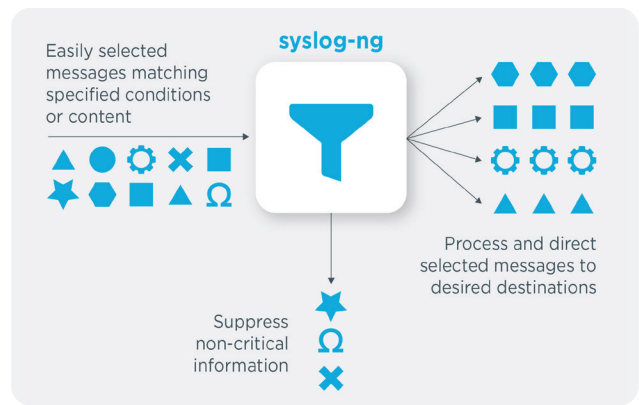 syslog-ng
Easily selected
messages matching
specified conditions
or content
Ω
Process and direct
selected messages to
desired destinations
Suppress
non-critical
information
Ω